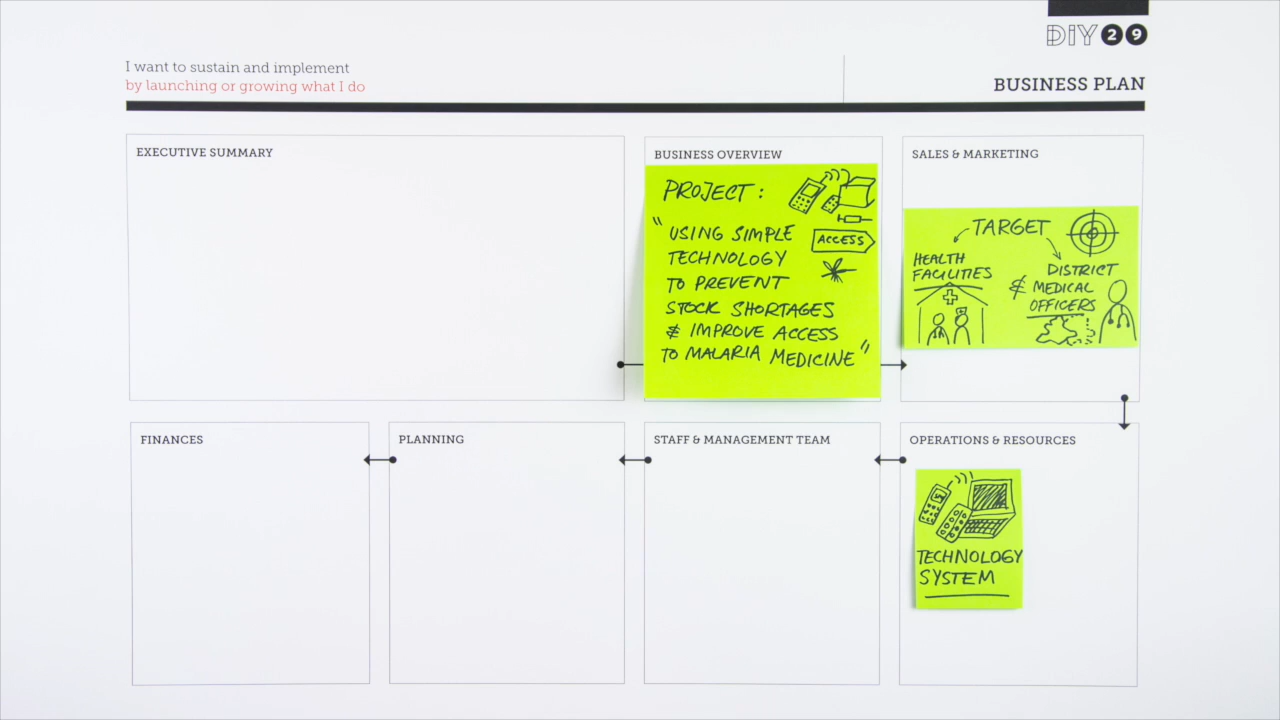 DIY 29
I want to sustain and implement
by launching or growing what I do
BUSINESS PLAN
EXECUTIVE SUMMARY
BUSINESS OVERVIEW
PROJECT:
"USING SIMPLE
TECHNOLOGY
TO PREVENT
STOCK SHORTAGES
& IMPROVE ACCESS
TO MALARIA MEDICINE"
ACCESS
SALES & MARKETING
TARGET
HEALTH
FACILITIES
& DISTRICT
MEDICAL
OFFICERS
FINANCES
PLANNING
STAFF & MANAGEMENT TEAM
OPERATIONS & RESOURCES
TECHNOLOGY
SYSTEM